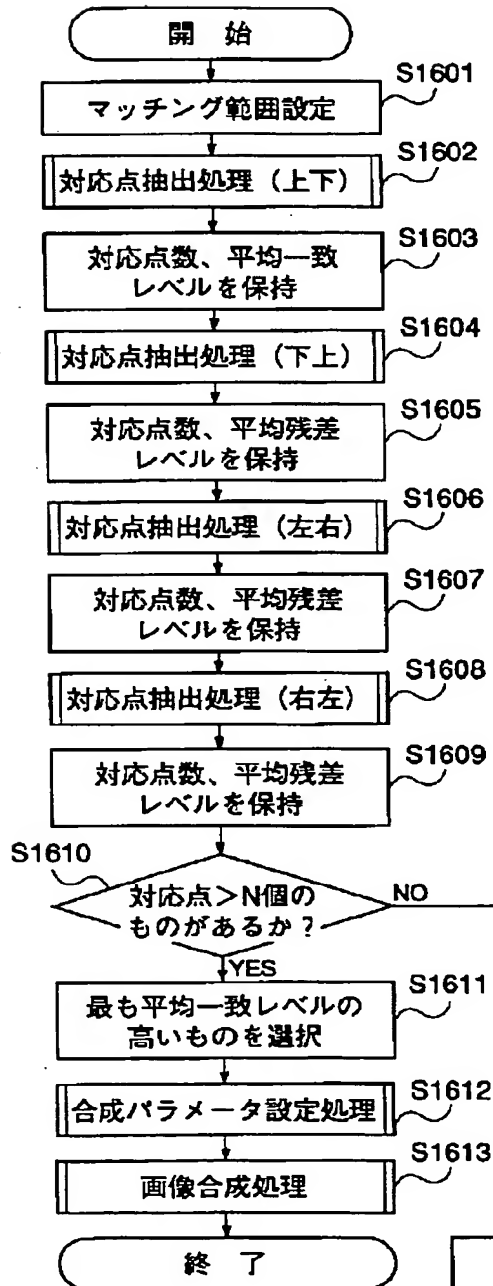 開 始
S1601
マッチング範囲設定
S1602
対応点抽出処理（上下）
S1603
対応点数、平均一致
レベルを保持
S1604
対応点抽出処理（下上）
S1605
対応点数、平均残差
レベルを保持
S1606
対応点抽出処理（左右）
S1607
対応点数、平均残差
レベルを保持
S1608
対応点抽出処理（右左）
S1609
対応点数、平均残差
レベルを保持
S1610
対応点＞N個の
ものがあるか？
NO
YES
S1611
最も平均一致レベルの
高いものを選択
S1612
合成パラメータ設定処理
S1613
画像合成処理
終 了